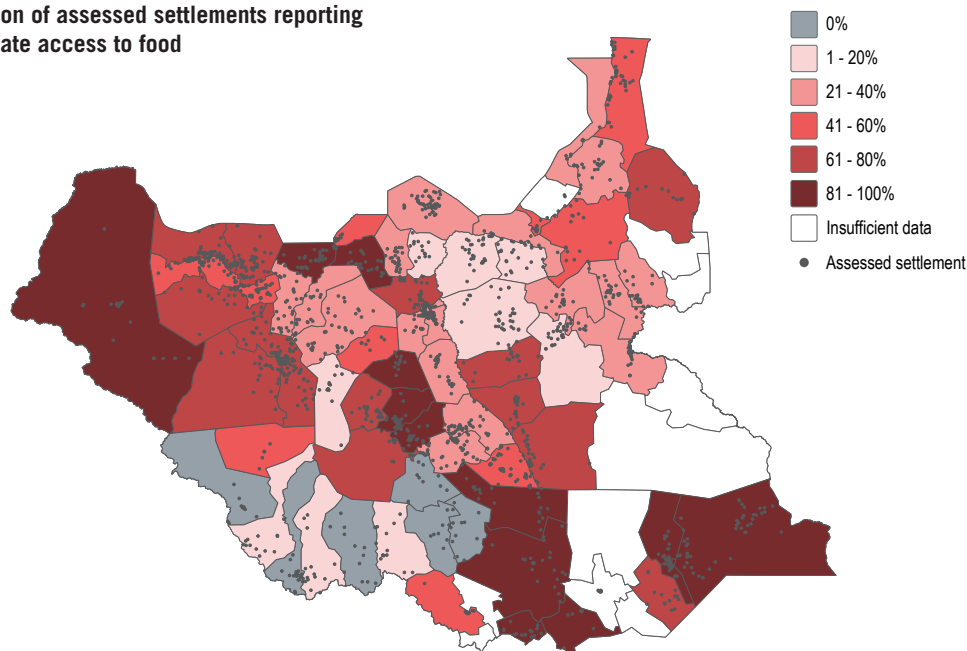 on of assessed settlements reporting
ate access to food
0%
1 - 20%
21 - 40%
41 - 60%
61 - 80%
81 - 100%
Insufficient data
Assessed settlement